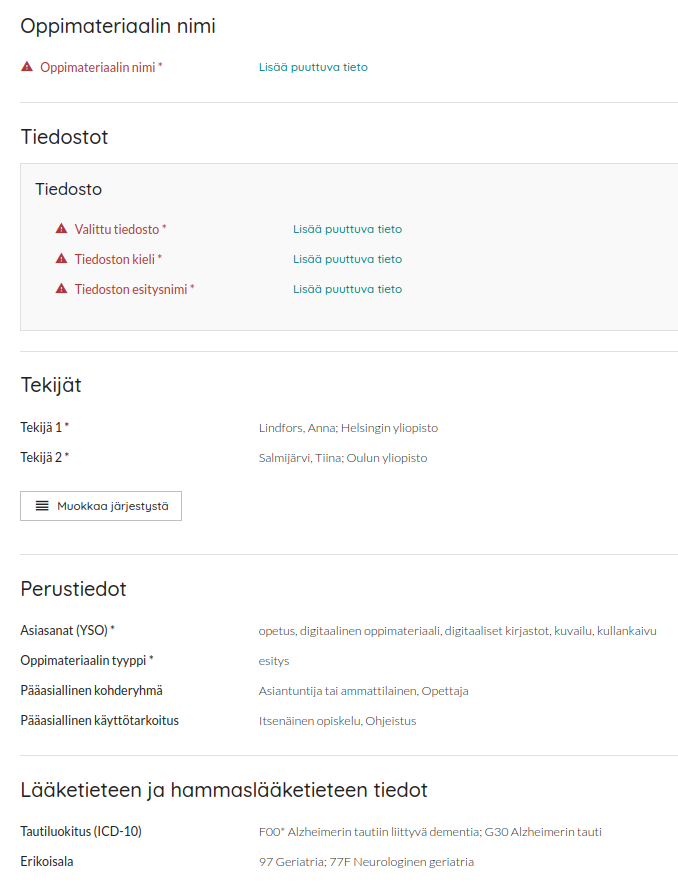 Oppimateriaalin nimi
Oppimateriaalin nimi * Lisää puuttuva tieto
Tiedostot
Tiedosto
Valittu tiedosto * Lisää puuttuva tieto
Tiedoston kieli * Lisää puuttuva tieto
Tiedoston esitysnimi * Lisää puuttuva tieto
Tekijät
Tekijä 1 * Lindfors, Anna; Helsingin yliopisto
Tekijä 2 * Salmijärvi, Tiina; Oulun yliopisto
Muokkaa järjestystä
Perustiedot
Asiasanat (YSO) * opetus, digitaalinen oppimateriaali, digitaaliset kirjastot, kuvailu, kullankaivu
Oppimateriaalin tyyppi * esitys
Pääasiallinen kohderyhmä Asiantuntija tai ammattilainen, Opettaja
Pääasiallinen käyttötarkoitus Itsenäinen opiskelu, Ohjeistus
Lääketieteen ja hammaslääketieteen tiedot
Tautiluokitus (ICD-10) F00* Alzheimerin tautiin liittyvä dementia; G30 Alzheimerin tauti
Erikoisala 97 Geriatria; 77F Neurologinen geriatria